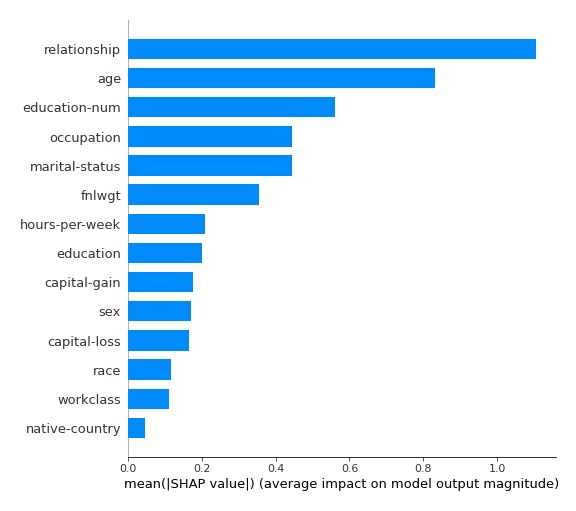 relationship
age
education-num
occupation
marital-status
fnlwgt
hours-per-week
education
capital-gain
sex
capital-loss
race
workclass
native-country
0.0 0.2 0.4 0.6 0.8 1.0
mean(|SHAP value|) (average impact on model output magnitude)